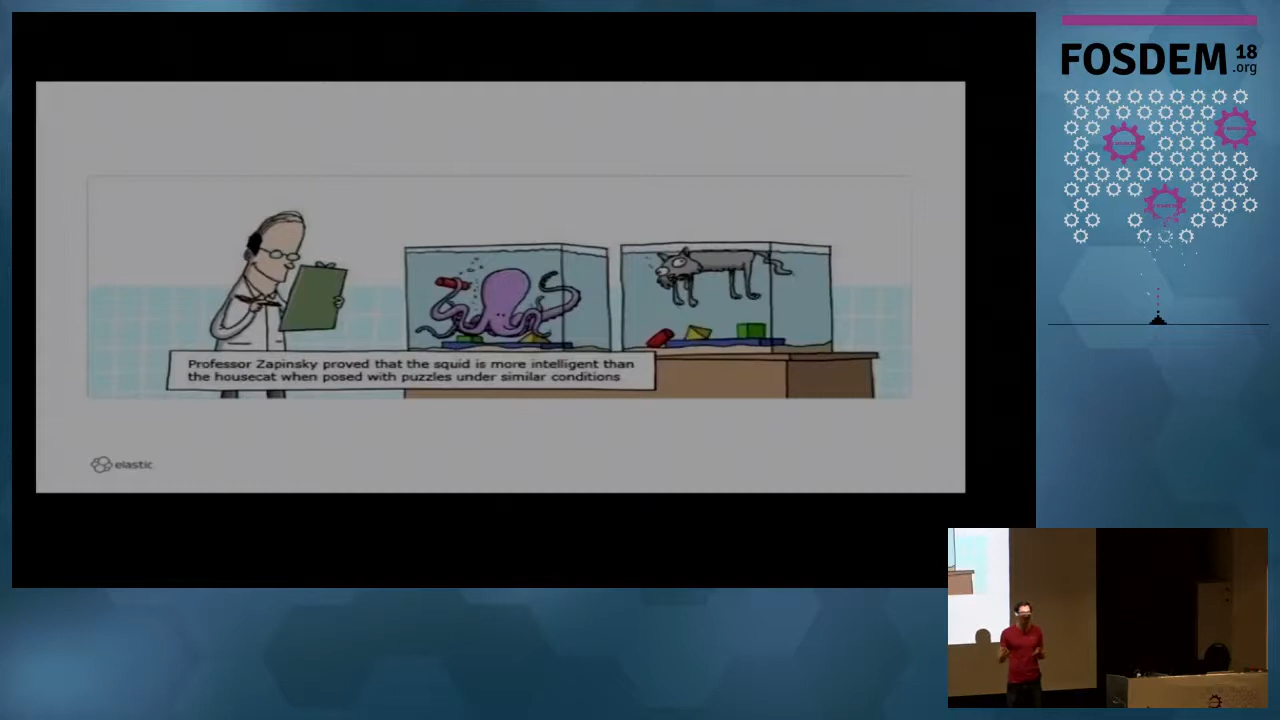 FOSDEM 18
.org
Professor Zapinsky proved that the squid is more intelligent than
the housecat when posed with puzzles under similar conditions
elastic